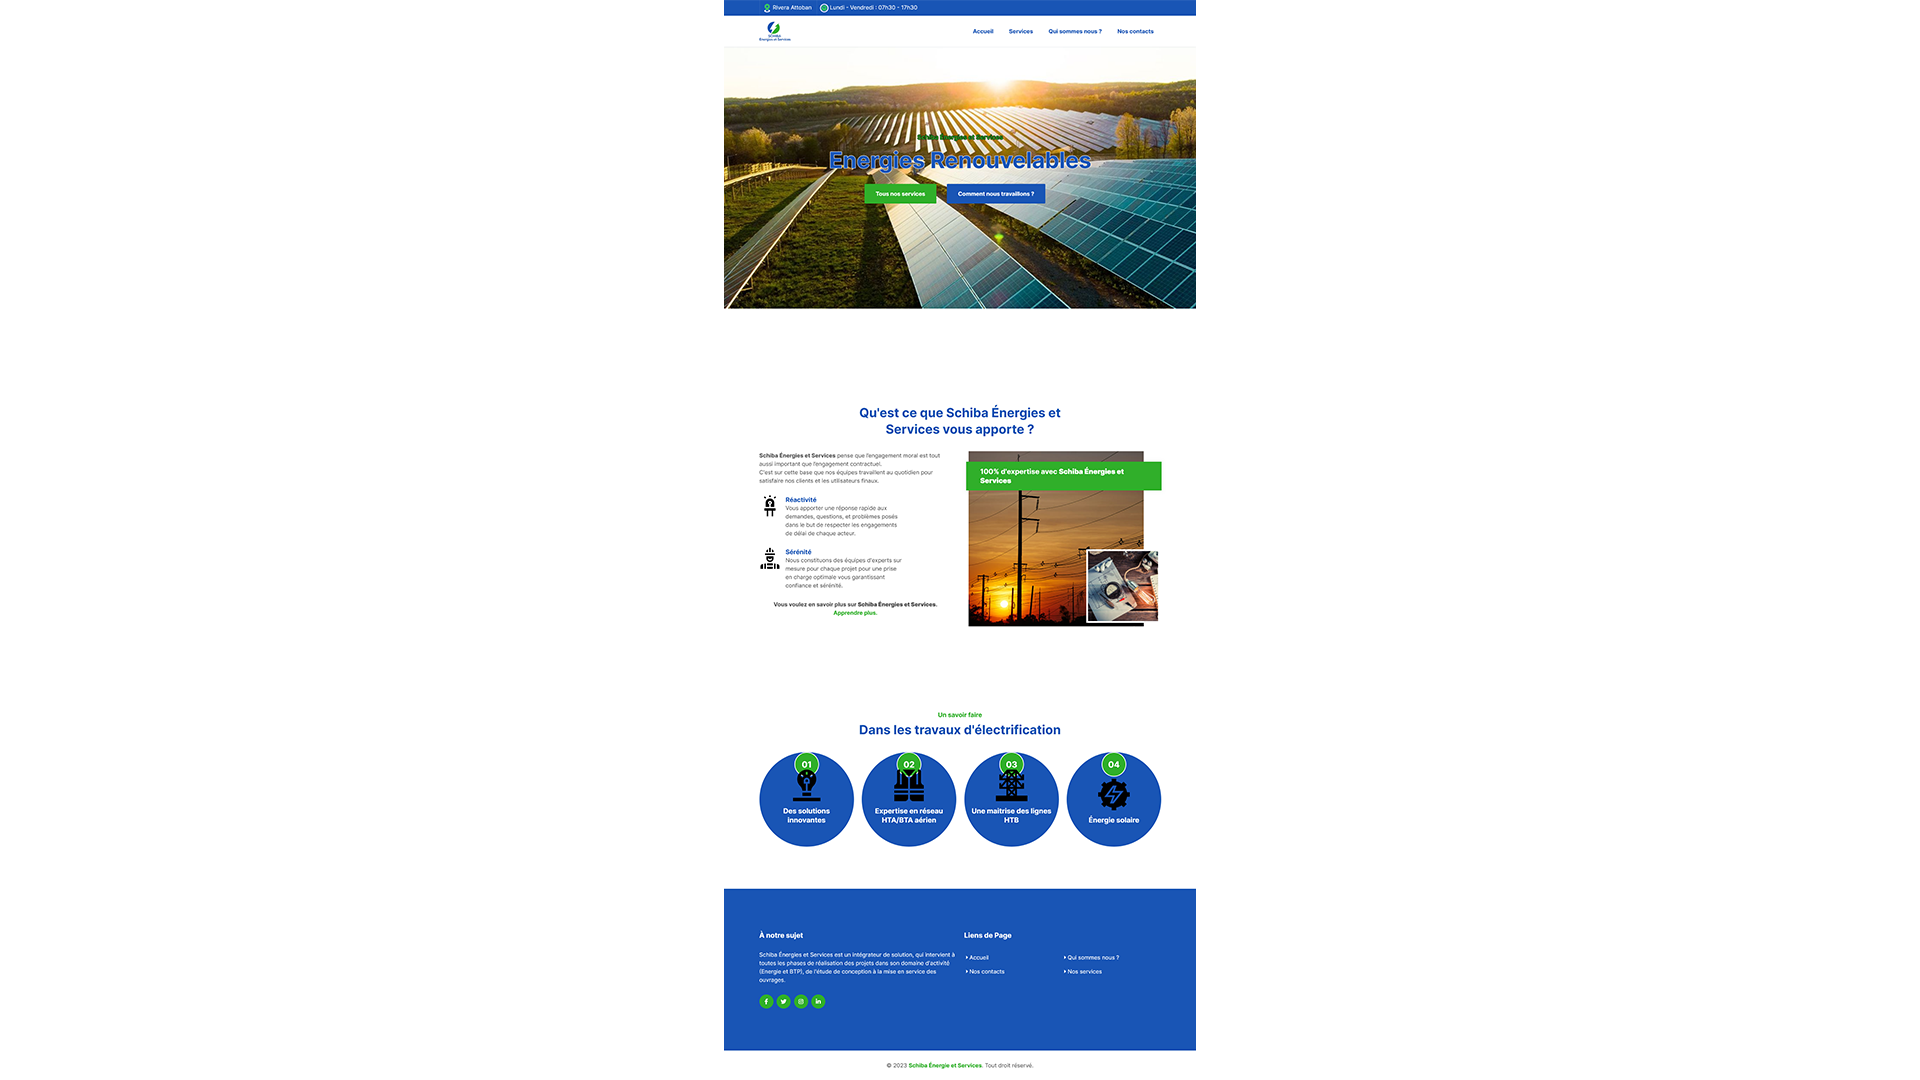 Rivera Attoban
Lundi - Vendredi : 07h30 - 17h30
SCHIBA
Énergies et Services
Accueil
Services
Qui sommes nous ?
Nos contacts
Schiba Énergies et Services
Energies Renouvelables
Tous nos services
Comment nous travaillons ?
Qu'est ce que Schiba Énergies et
Services vous apporte ?
Schiba Énergies et Services pense que l'engagement moral est tout
aussi important que l'engagement contractuel.
C'est sur cette base que nos équipes travaillent au quotidien pour
satisfaire nos clients et les utilisateurs finaux.
Réactivité
Vous apporter une réponse rapide aux
demandes, questions, et problèmes posés
dans le but de respecter les engagements
de délai de chaque acteur.
Sérénité
Nous constituons des équipes d'experts sur
mesure pour chaque projet pour une prise
en charge optimale vous garantissant
confiance et sérénité.
Vous voulez en savoir plus sur Schiba Énergies et Services.
Apprendre plus.
100% d'expertise avec Schiba Énergies et
Services
Un savoir faire
Dans les travaux d'électrification
01
Des solutions
innovantes
02
Expertise en réseau
HTA/BTA aérien
03
Une maitrise des lignes
HTB
04
Énergie solaire
À notre sujet
Schiba Énergies et Services est un intégrateur de solution, qui intervient à
toutes les phases de réalisation des projets dans son domaine d'activité
(Energie et BTP), de l'étude de conception à la mise en service des
ouvrages.
Liens de Page
Accueil
Qui sommes nous ?
Nos contacts
Nos services
© 2023 Schiba Énergie et Services. Tout droit réservé.